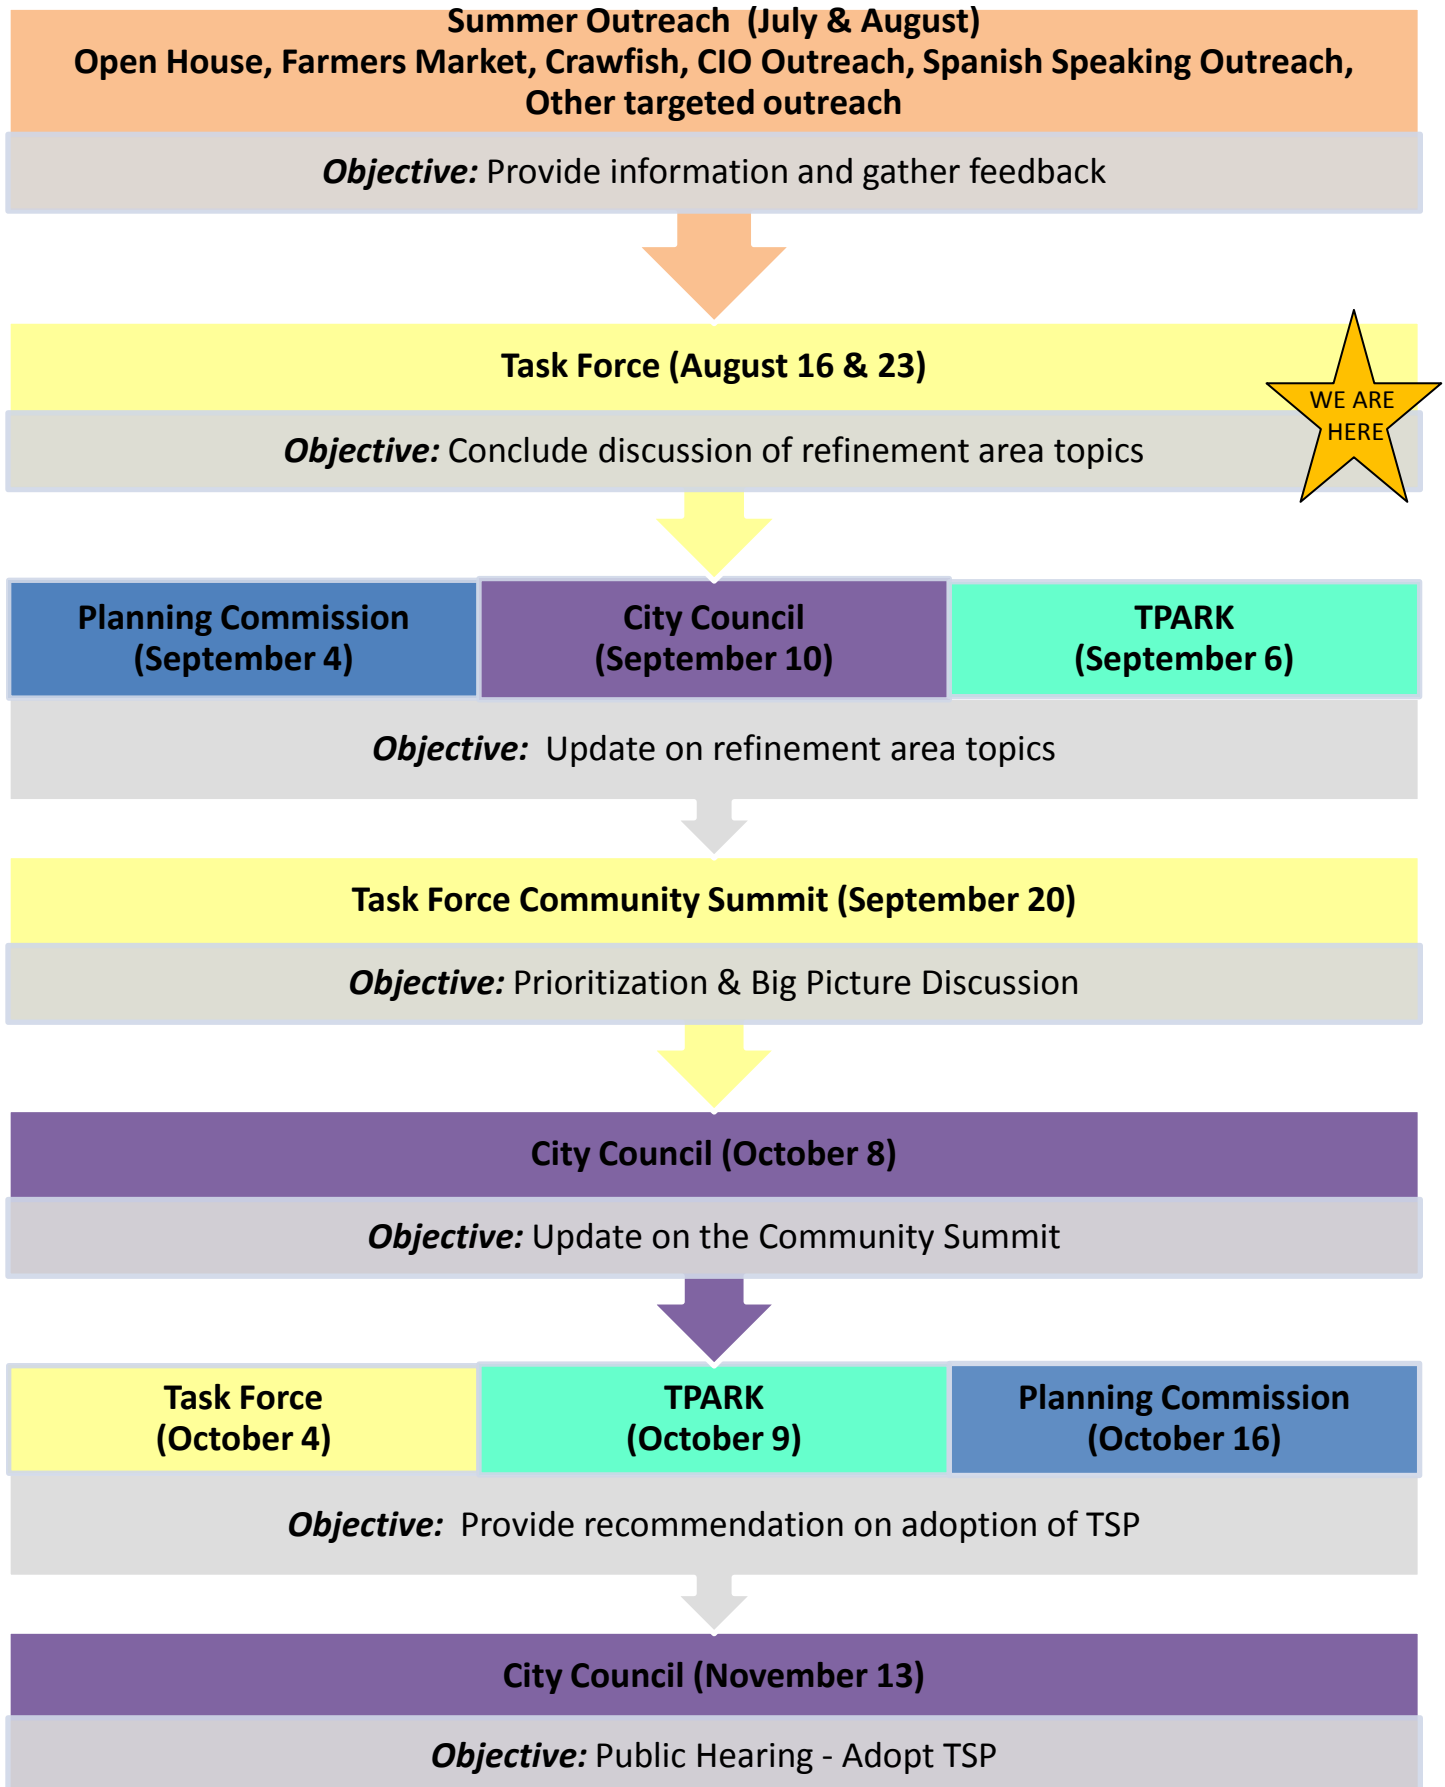 Summer Outreach  (July & August)
Open House, Farmers Market, Crawfish, CIO Outreach, Spanish Speaking Outreach,
Other targeted outreach
Objective: Provide information and gather feedback
Task Force (August 16 & 23)
WE ARE
HERE
Objective: Conclude discussion of refinement area topics
Planning Commission
(September 4)
City Council
(September 10)
TPARK
(September 6)
Objective:  Update on refinement area topics
Task Force Community Summit (September 20)
Objective: Prioritization & Big Picture Discussion
City Council (October 8)
Objective: Update on the Community Summit
Task Force
(October 4)
TPARK
(October 9)
Planning Commission
(October 16)
Objective:  Provide recommendation on adoption of TSP
City Council (November 13)
Objective: Public Hearing - Adopt TSP